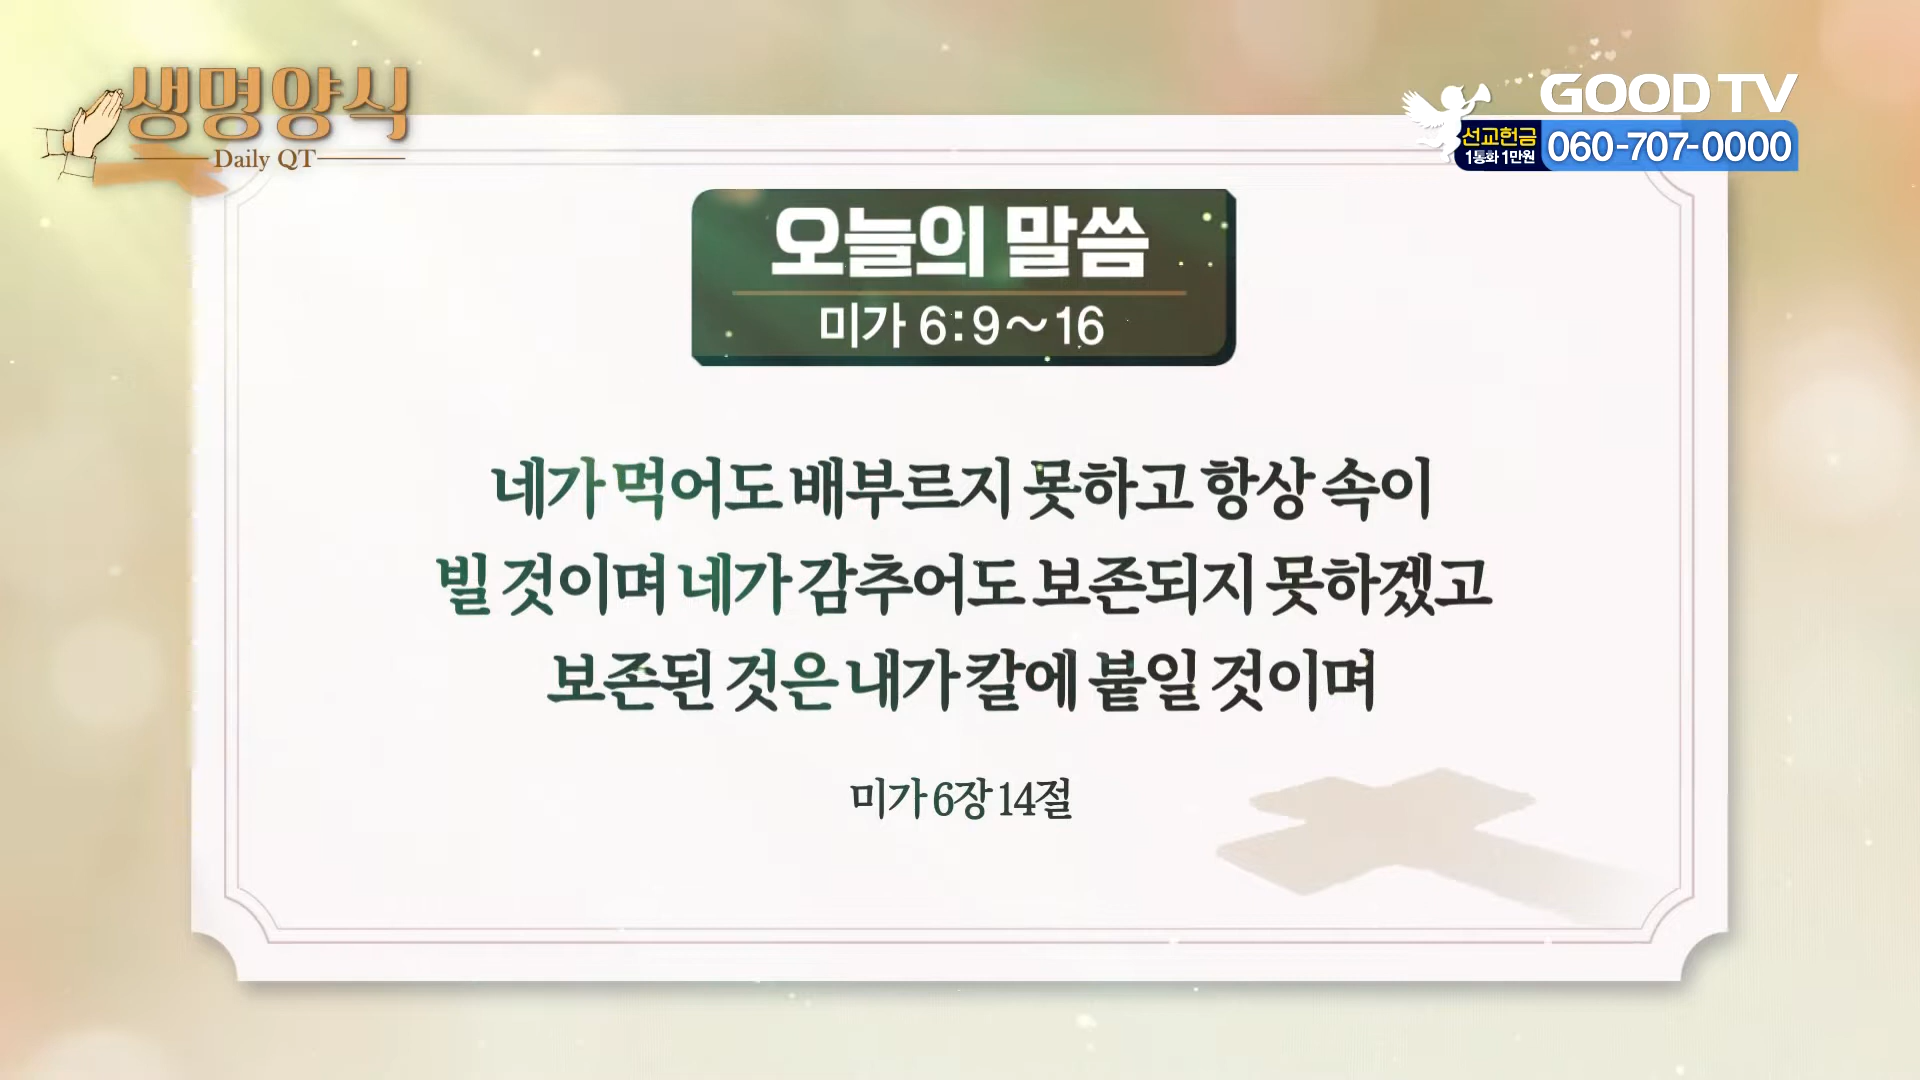 생명양식
Daily QT
GOODTV
선교헌금
1통화 1만원
060-707-0000
오늘의 말씀
미가 6:9~16
네가 먹어도 배부르지 못하고 항상 속이
빌 것이며 네가 감추어도 보존되지 못하겠고
보존된 것은 내가 칼에 붙일 것이며
미가 6장 14절